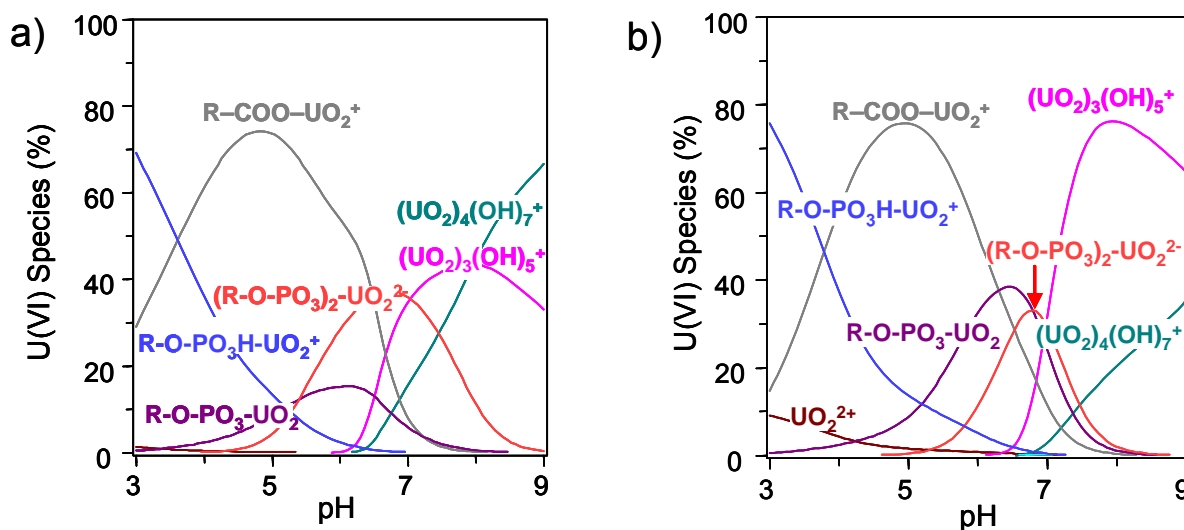 a)
U(VI) Species (%)
100
80
60
40
20
0
R–COO–UO₂⁺
(UO₂)₄(OH)₇⁺
(UO₂)₃(OH)₅⁺
(R-O-PO₃)₂-UO₂²⁻
R-O-PO₃H-UO₂⁺
R-O-PO₃-UO₂
3
5
7
9
pH
b)
U(VI) Species (%)
100
80
60
40
20
0
(UO₂)₃(OH)₅⁺
R–COO–UO₂⁺
R-O-PO₃H-UO₂⁺
(R-O-PO₃)₂-UO₂²⁻
R-O-PO₃-UO₂
(UO₂)₄(OH)₇⁺
UO₂²⁺
3
5
7
9
pH